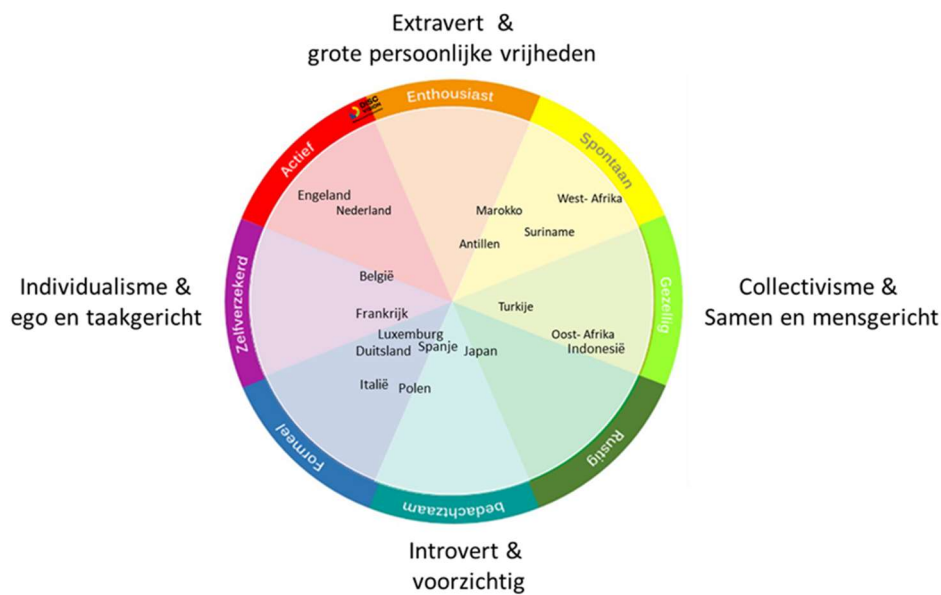 Extravert &
grote persoonlijke vrijheden
Enthousiast
DISC
Actief
Spontaan
Engeland
West- Afrika
Nederland
Marokko
Suriname
Antillen
Zelfverzekerd
Gezellig
België
Individualisme &
ego en taakgericht
Collectivisme &
Samen en mensgericht
Turkije
Frankrijk
Luxemburg
Oost- Afrika
Duitsland
Spanje
Japan
Indonesië
Italië
Polen
Formeel
Rustig
bedachtzaam
Introvert &
voorzichtig